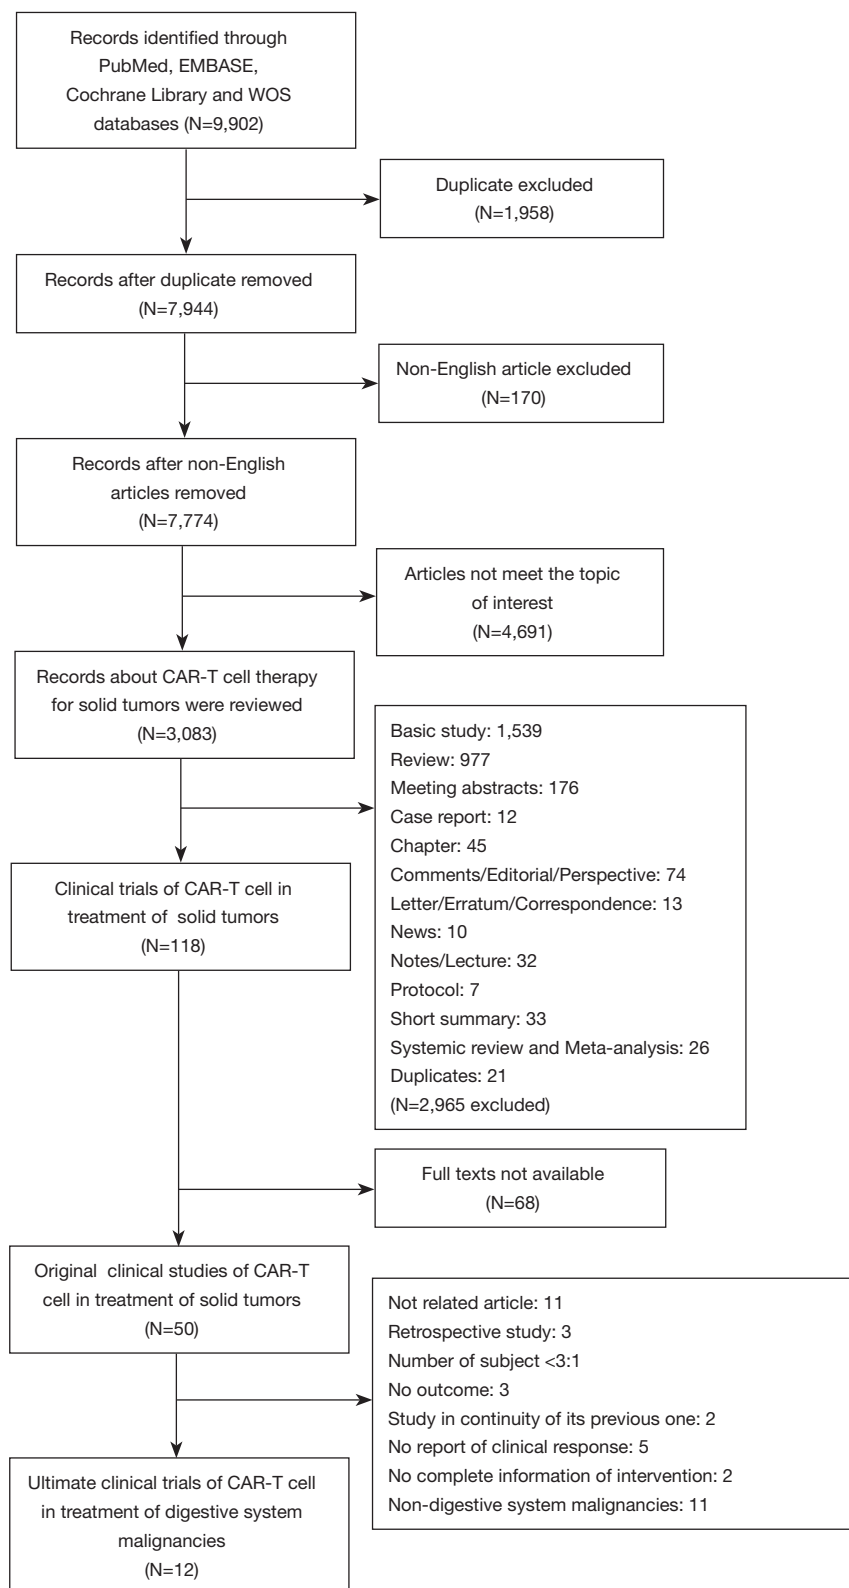 Records identified through
PubMed, EMBASE,
Cochrane Library and WOS
databases (N=9,902)
Duplicate excluded
(N=1,958)
Records after duplicate removed
(N=7,944)
Non-English article excluded
(N=170)
Records after non-English
articles removed
(N=7,774)
Articles not meet the topic
of interest
(N=4,691)
Records about CAR-T cell therapy
for solid tumors were reviewed
(N=3,083)
Basic study: 1,539
Review: 977
Meeting abstracts: 176
Case report: 12
Chapter: 45
Comments/Editorial/Perspective: 74
Letter/Erratum/Correspondence: 13
News: 10
Notes/Lecture: 32
Protocol: 7
Short summary: 33
Systemic review and Meta-analysis: 26
Duplicates: 21
(N=2,965 excluded)
Clinical trials of CAR-T cell in
treatment of solid tumors
(N=118)
Full texts not available
(N=68)
Original clinical studies of CAR-T
cell in treatment of solid tumors
(N=50)
Not related article: 11
Retrospective study: 3
Number of subject <3:1
No outcome: 3
Study in continuity of its previous one: 2
No report of clinical response: 5
No complete information of intervention: 2
Non-digestive system malignancies: 11
Ultimate clinical trials of CAR-T cell
in treatment of digestive system
malignancies
(N=12)